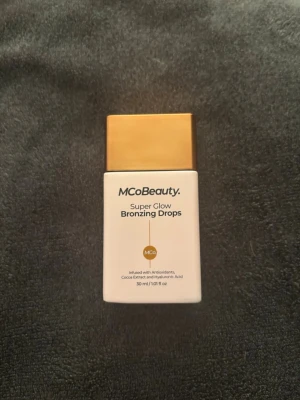 MCoBeauty.
Super Glow
Bronzing Drops
MCo
Infused with Antioxidants,
Cocoa Extract and Hyaluronic Acid
30 ml / 1.01 fl oz